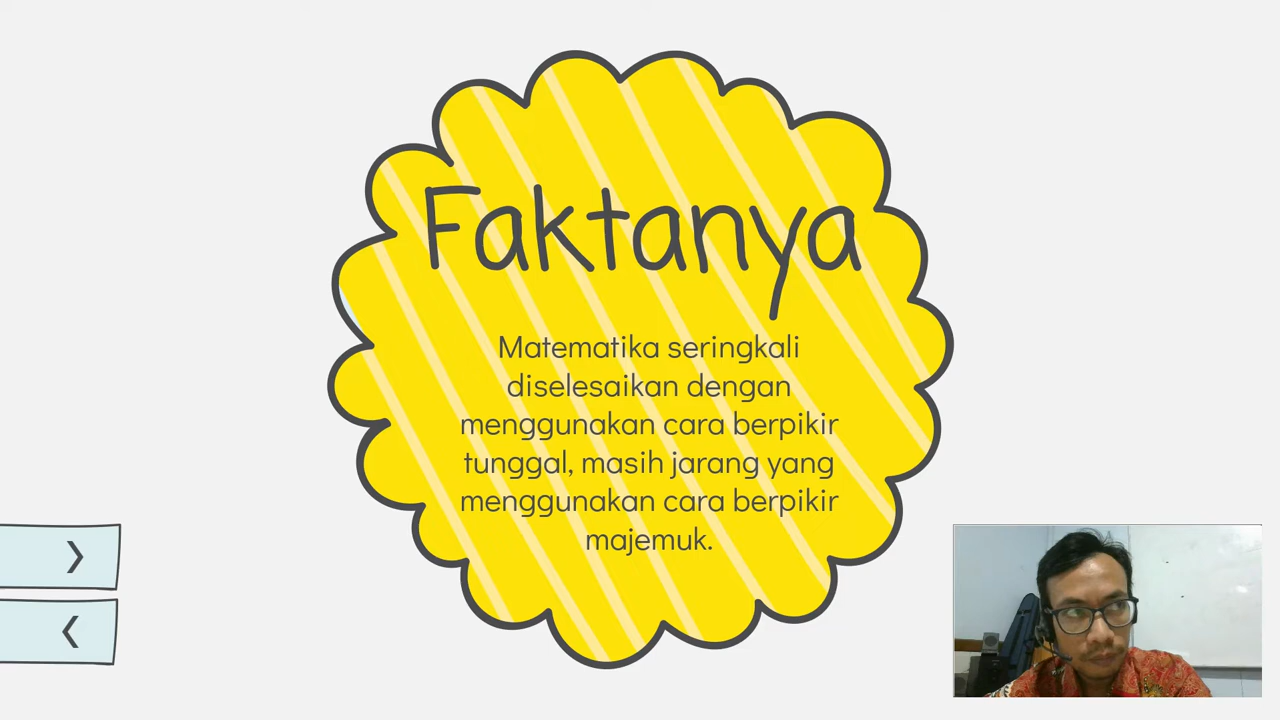 Faktanya
Matematika seringkali
diselesaikan dengan
menggunakan cara berpikir
tunggal, masih jarang yang
menggunakan cara berpikir
majemuk.